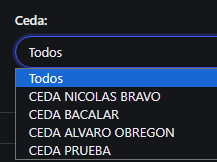 Ceda:
Todos
Todos
CEDA NICOLAS BRAVO
CEDA BACALAR
CEDA ALVARO OBREGON
CEDA PRUEBA